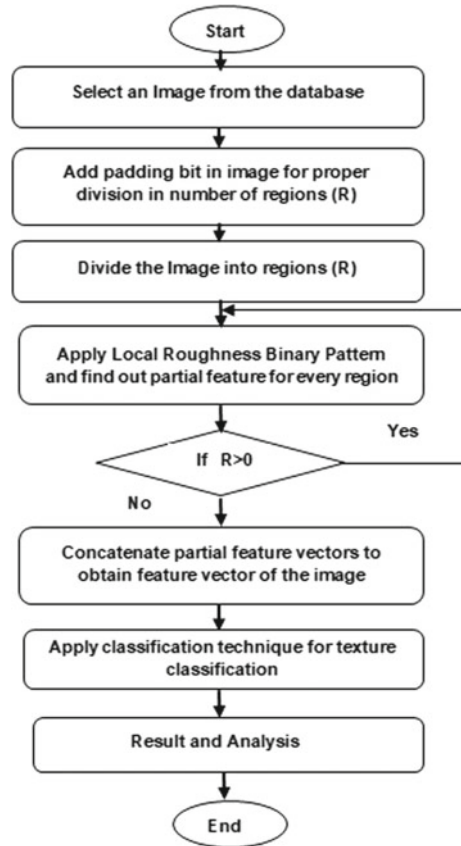 Start
Select an Image from the database
Add padding bit in image for proper
division in number of regions (R)
Divide the Image into regions (R)
Apply Local Roughness Binary Pattern
and find out partial feature for every region
Yes
If R>0
No
Concatenate partial feature vectors to
obtain feature vector of the image
Apply classification technique for texture
classification
Result and Analysis
End